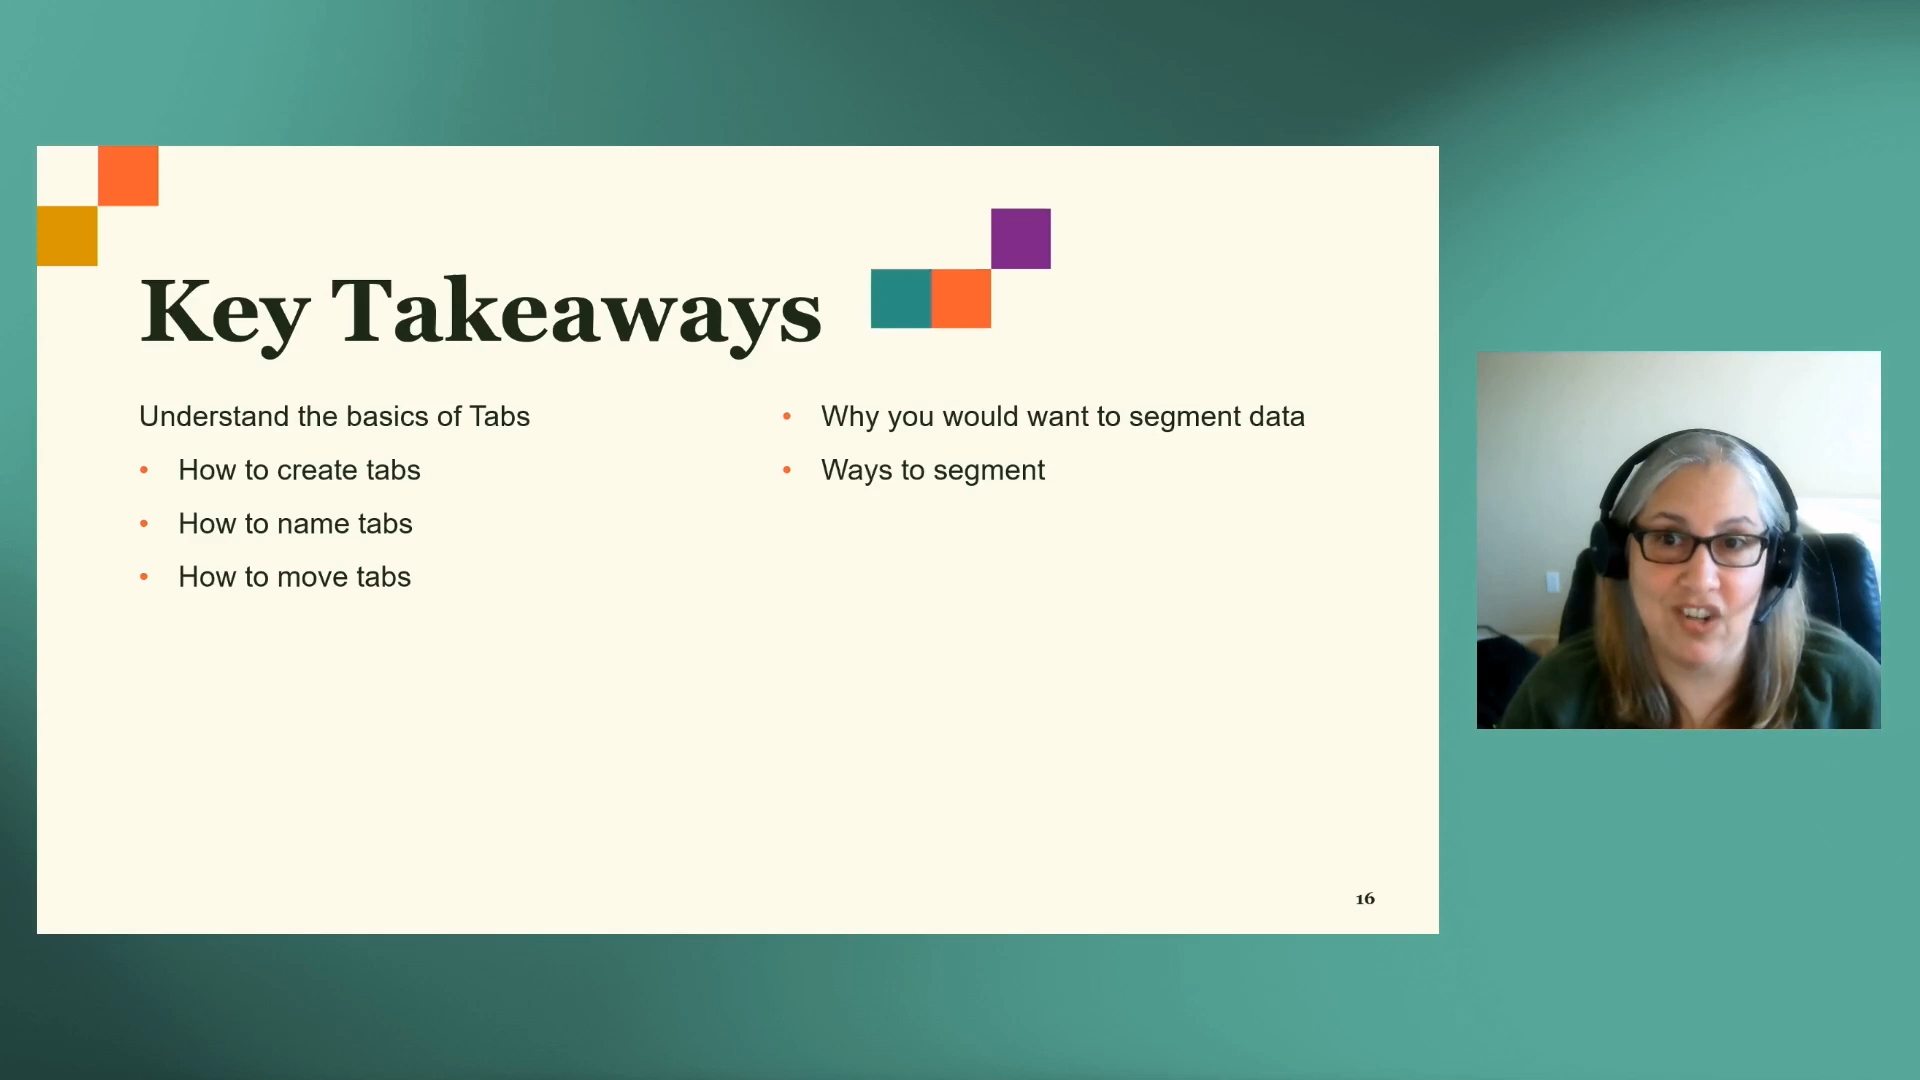 Key Takeaways
Understand the basics of Tabs
• How to create tabs
• How to name tabs
• How to move tabs
• Why you would want to segment data
• Ways to segment
16